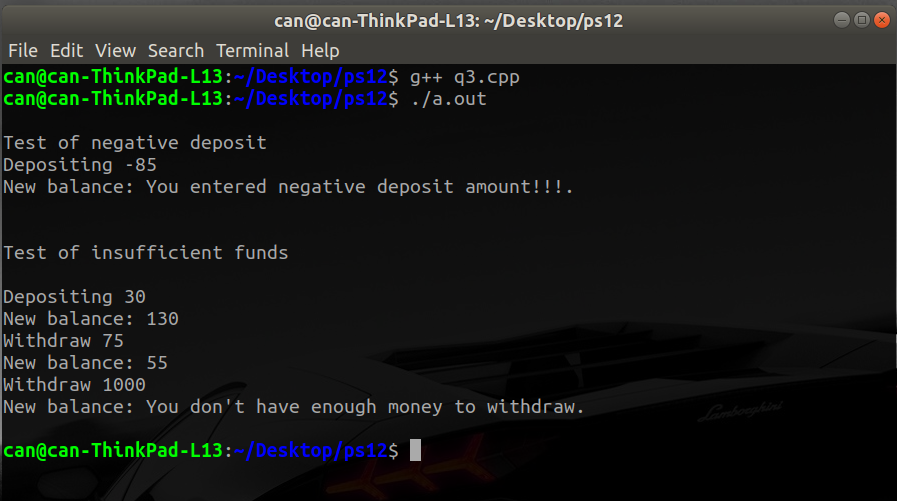 can@can-ThinkPad-L13: ~/Desktop/ps12
File Edit View Search Terminal Help
can@can-ThinkPad-L13:~/Desktop/ps12$ g++ q3.cpp
can@can-ThinkPad-L13:~/Desktop/ps12$ ./a.out
Test of negative deposit
Depositing -85
New balance: You entered negative deposit amount!!!.
Test of insufficient funds
Depositing 30
New balance: 130
Withdraw 75
New balance: 55
Withdraw 1000
New balance: You don't have enough money to withdraw.
Lamborghini
can@can-ThinkPad-L13:~/Desktop/ps12$